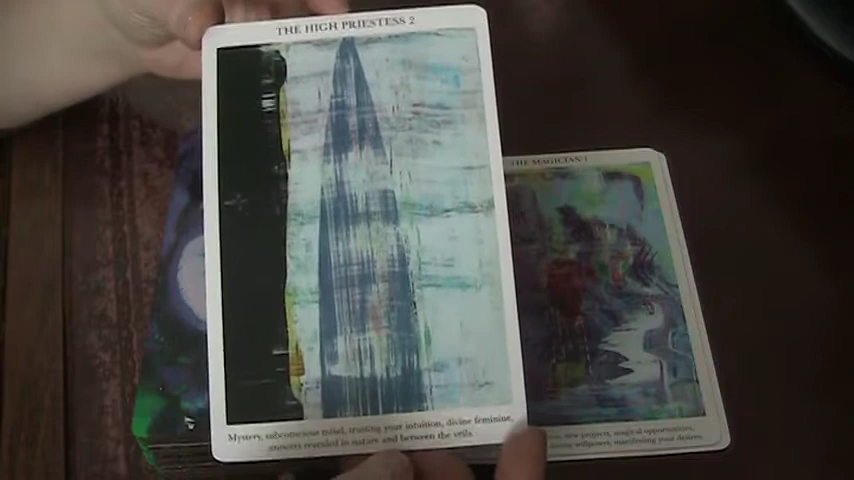 THE HIGH PRIESTESS 2
Mystery, subconscious mind, trusting your intuition, divine feminine,
answers revealed in nature and between the veils.
THE MAGICIAN 1
new projects, magical opportunities,
willpower, manifesting your desires.